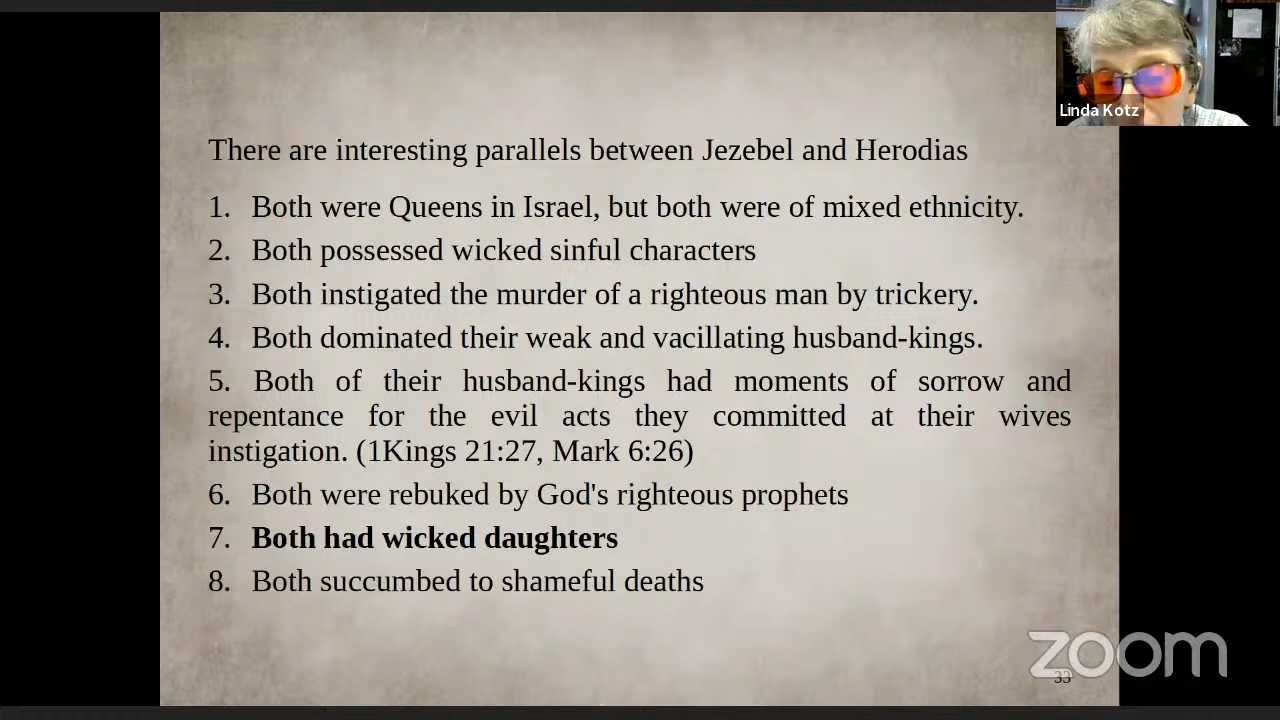 Linda Kotz
There are interesting parallels between Jezebel and Herodias
1. Both were Queens in Israel, but both were of mixed ethnicity.
2. Both possessed wicked sinful characters
3. Both instigated the murder of a righteous man by trickery.
4. Both dominated their weak and vacillating husband-kings.
5. Both of their husband-kings had moments of sorrow and
repentance for the evil acts they committed at their wives
instigation. (1Kings 21:27, Mark 6:26)
6. Both were rebuked by God's righteous prophets
7. Both had wicked daughters
8. Both succumbed to shameful deaths
zoom
33